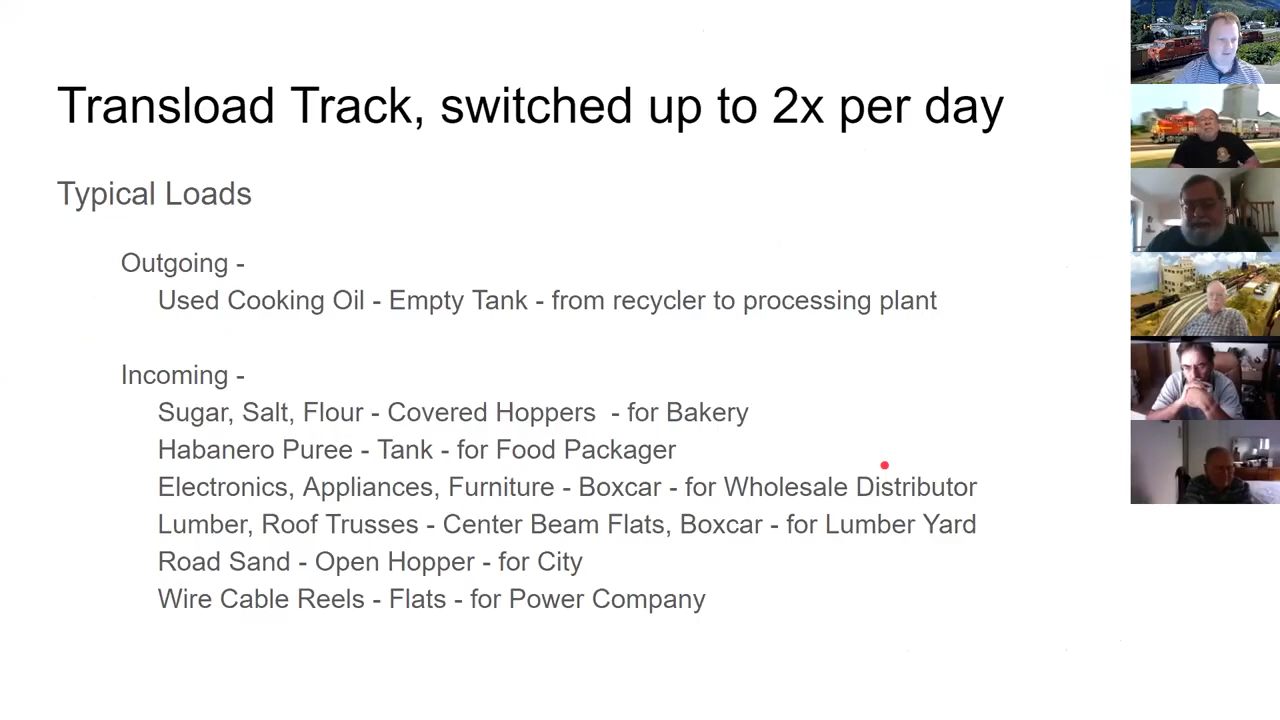 Transload Track, switched up to 2x per day
Typical Loads
Outgoing -
Used Cooking Oil - Empty Tank - from recycler to processing plant
Incoming -
Sugar, Salt, Flour - Covered Hoppers - for Bakery
Habanero Puree - Tank - for Food Packager
Electronics, Appliances, Furniture - Boxcar - for Wholesale Distributor
Lumber, Roof Trusses - Center Beam Flats, Boxcar - for Lumber Yard
Road Sand - Open Hopper - for City
Wire Cable Reels - Flats - for Power Company